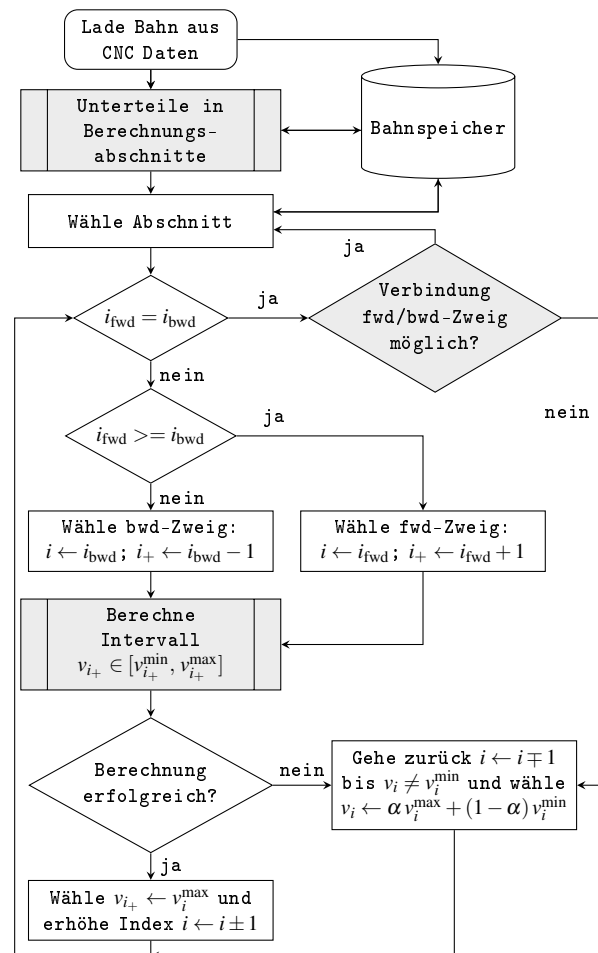 Lade Bahn aus
CNC Daten
Unterteile in
Berechnungs-
abschnitte
Bahnspeicher
Wähle Abschnitt
ja
i_fwd = i_bwd
ja
Verbindung
fwd/bwd-Zweig
möglich?
nein
nein
i_fwd >= i_bwd
ja
nein
Wähle bwd-Zweig:
i ← i_bwd; i_+ ← i_bwd − 1
Wähle fwd-Zweig:
i ← i_fwd; i_+ ← i_fwd + 1
Berechne
Intervall
v_{i_+} ∈ [v_{i_+}^min, v_{i_+}^max]
Berechnung
erfolgreich?
nein
Gehe zurück i ← i ∓ 1
bis v_i ≠ v_i^min und wähle
v_i ← α v_i^max + (1 − α) v_i^min
ja
Wähle v_{i_+} ← v_i^max und
erhöhe Index i ← i ± 1